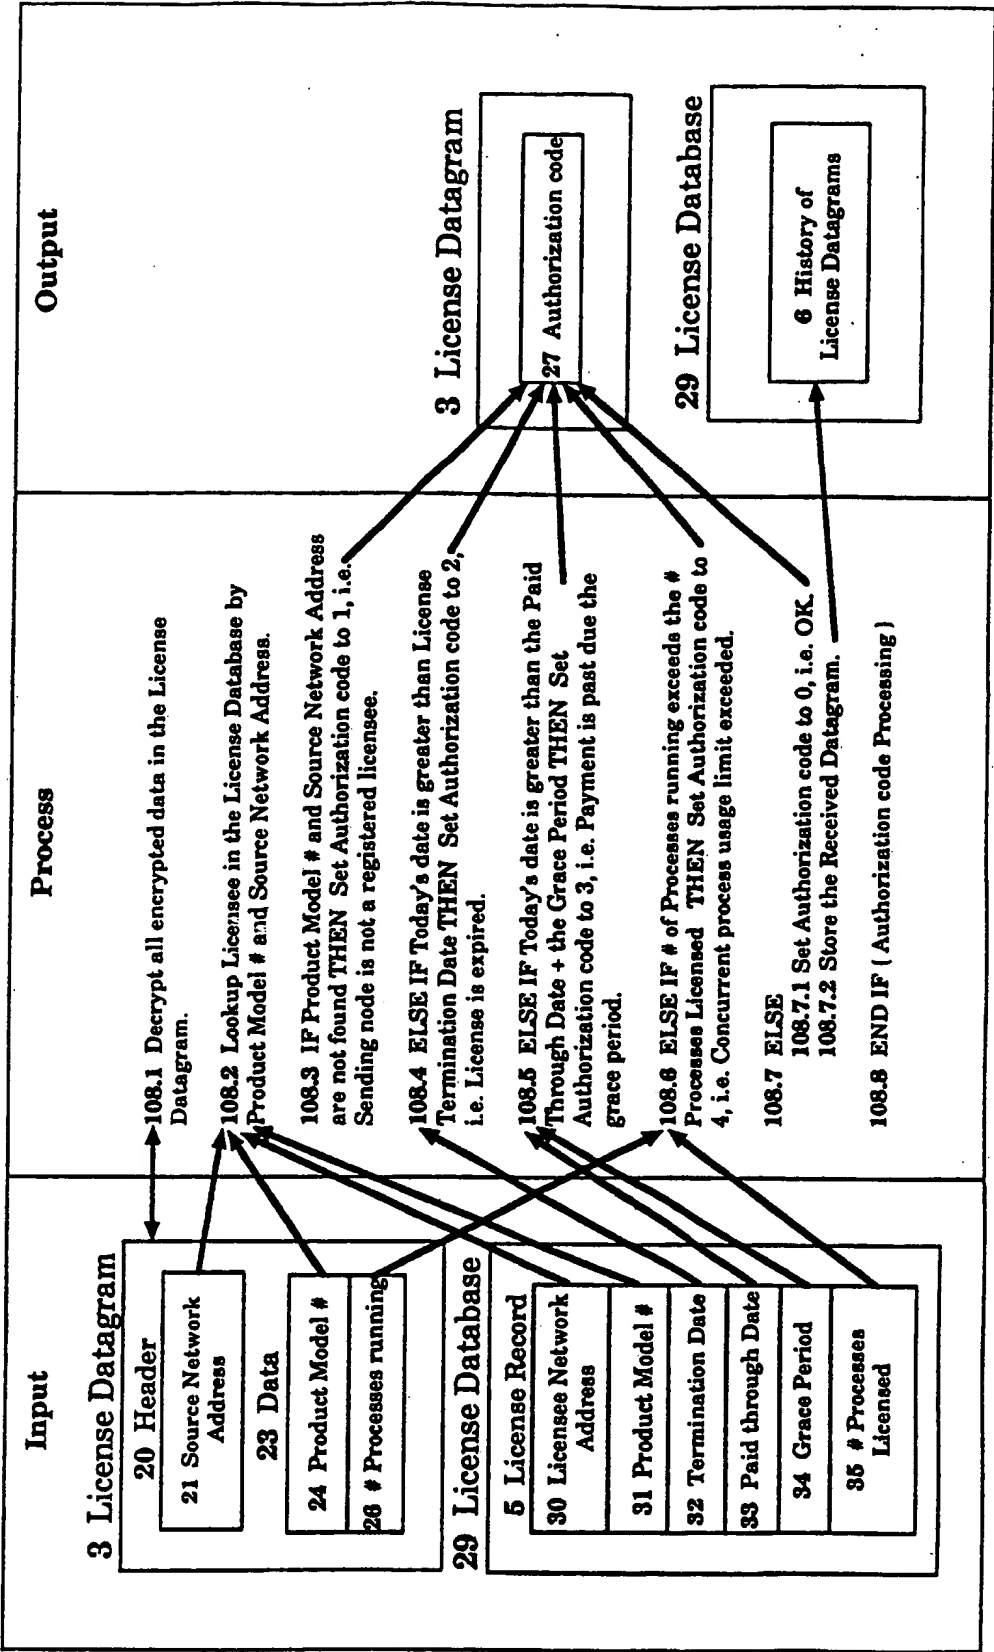 Input
3 License Datagram
20 Header
21 Source Network
Address
23 Data
24 Product Model #
26 # Processes running
29 License Database
5 License Record
30 Licensee Network
Address
31 Product Model #
32 Termination Date
33 Paid through Date
34 Grace Period
35 # Processes
Licensed
Process
108.1 Decrypt all encrypted data in the License
Datagram.
108.2 Lookup Licensee in the License Database by
Product Model # and Source Network Address.
108.3 IF Product Model # and Source Network Address
are not found THEN Set Authorization code to 1, i.e.
Sending node is not a registered licensee.
108.4 ELSE IF Today's date is greater than License
Termination Date THEN Set Authorization code to 2,
i.e. License is expired.
108.5 ELSE IF Today's date is greater than the Paid
Through Date + the Grace Period THEN Set
Authorization code to 3, i.e. Payment is past due the
grace period.
108.6 ELSE IF # of Processes running exceeds the #
Processes Licensed THEN Set Authorization code to
4, i.e. Concurrent process usage limit exceeded.
108.7 ELSE
108.7.1 Set Authorization code to 0, i.e. OK.
108.7.2 Store the Received Datagram.
108.8 END IF ( Authorization code Processing )
Output
3 License Datagram
27 Authorization code
29 License Database
6 History of
License Datagrams